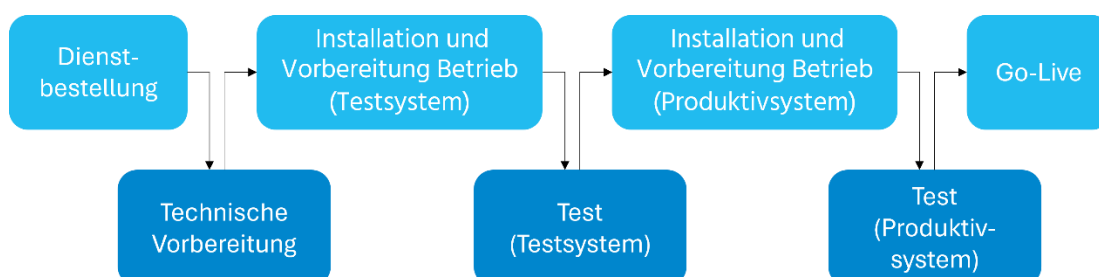 Dienst-
bestellung
Installation und
Vorbereitung Betrieb
(Testsystem)
Installation und
Vorbereitung Betrieb
(Produktivsystem)
Go-Live
Technische
Vorbereitung
Test
(Testsystem)
Test
(Produktiv-
system)